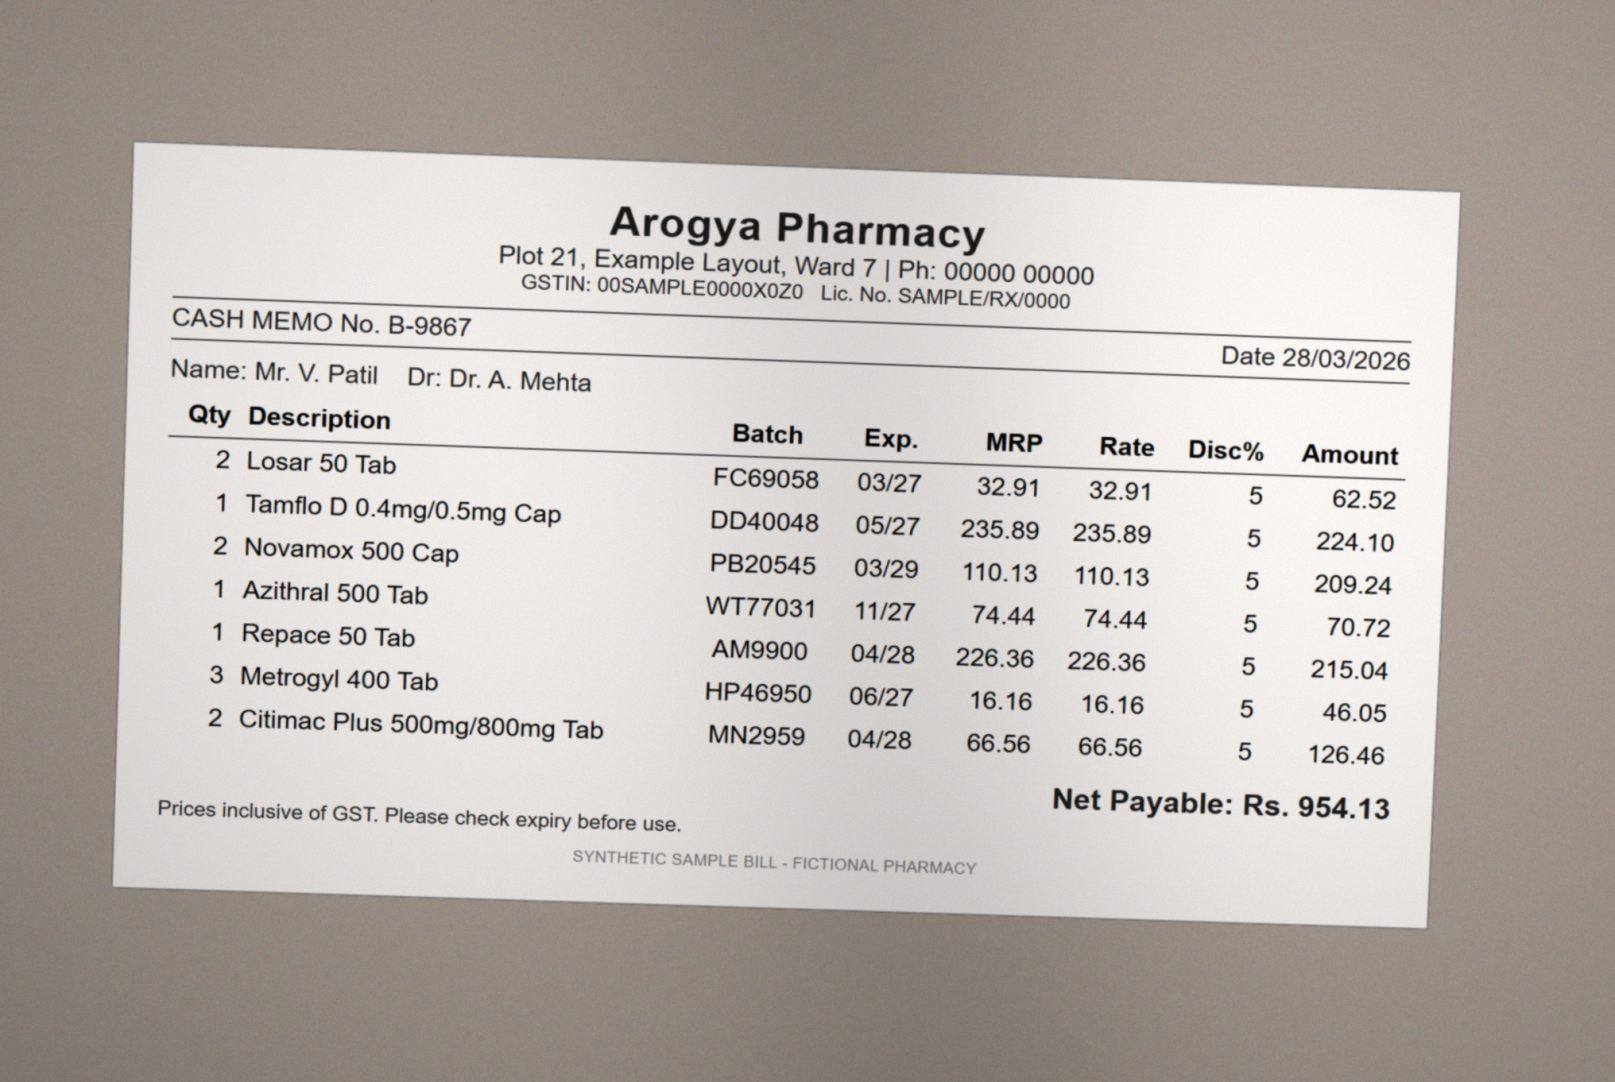 Arogya Pharmacy
Plot 21, Example Layout, Ward 7 | Ph: 00000 00000
GSTIN: 00SAMPLE0000X0Z0 Lic. No. SAMPLE/RX/0000
CASH MEMO No. B-9867 Date 28/03/2026
Name: Mr. V. Patil Dr: Dr. A. Mehta
Qty Description Batch Exp. MRP Rate Disc% Amount
2 Losar 50 Tab FC69058 03/27 32.91 32.91 5 62.52
1 Tamflo D 0.4mg/0.5mg Cap DD40048 05/27 235.89 235.89 5 224.10
2 Novamox 500 Cap PB20545 03/29 110.13 110.13 5 209.24
1 Azithral 500 Tab WT77031 11/27 74.44 74.44 5 70.72
1 Repace 50 Tab AM9900 04/28 226.36 226.36 5 215.04
3 Metrogyl 400 Tab HP46950 06/27 16.16 16.16 5 46.05
2 Citimac Plus 500mg/800mg Tab MN2959 04/28 66.56 66.56 5 126.46
Net Payable: Rs. 954.13
Prices inclusive of GST. Please check expiry before use.
SYNTHETIC SAMPLE BILL - FICTIONAL PHARMACY